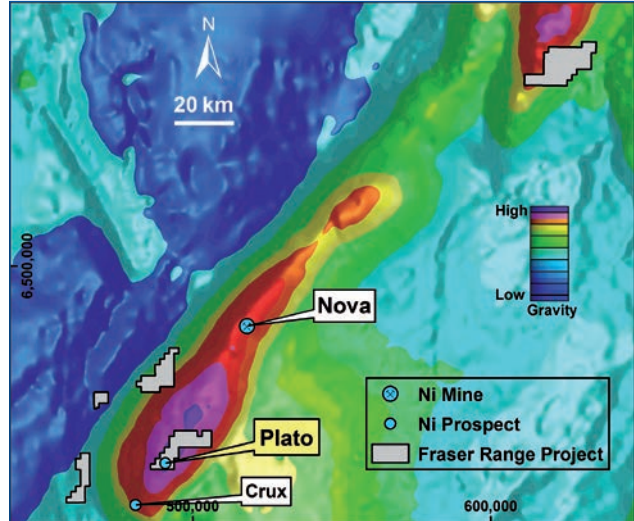 N
20 km
6,500,000
High
Low
Gravity
Nova
Ni Mine
Ni Prospect
Fraser Range Project
Plato
Crux
500,000
600,000